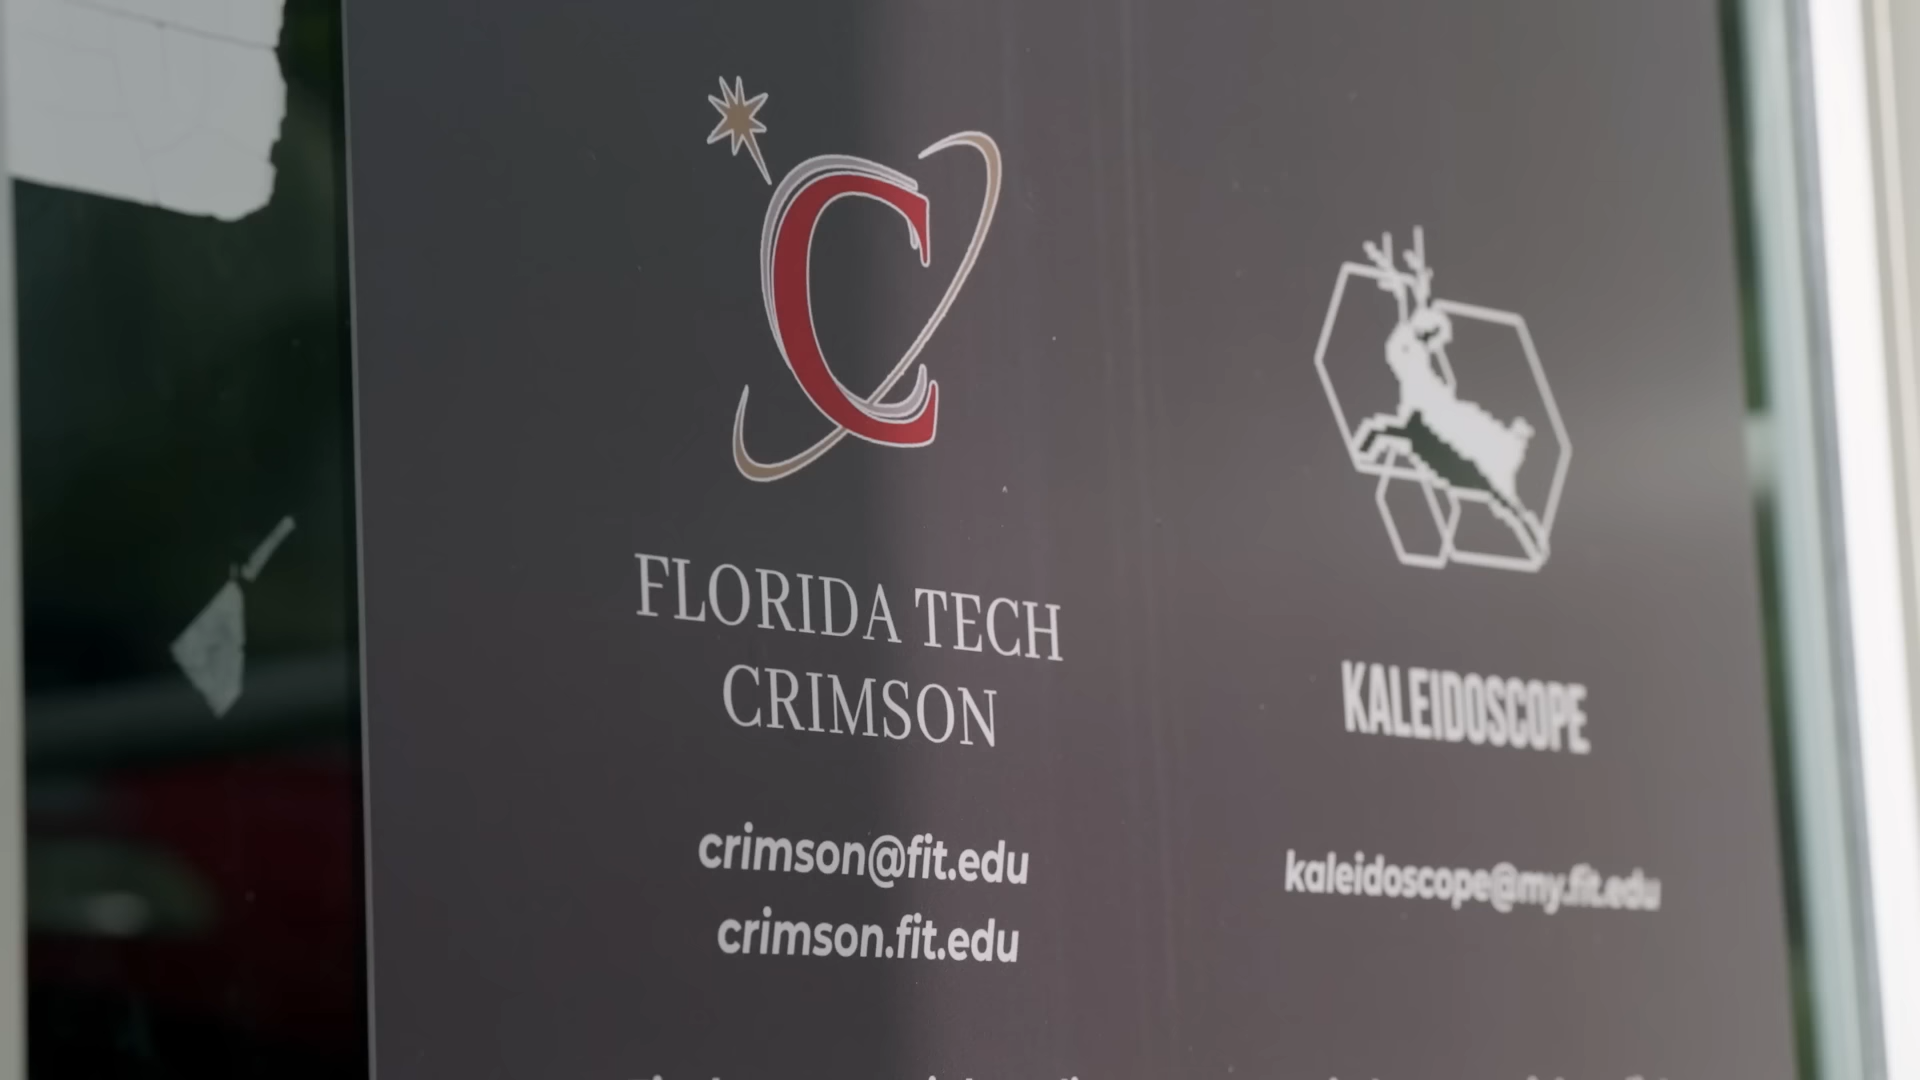 C
FLORIDA TECH
CRIMSON
crimson@fit.edu
crimson.fit.edu
KALEIDOSCOPE
kaleidoscope@my.fit.edu